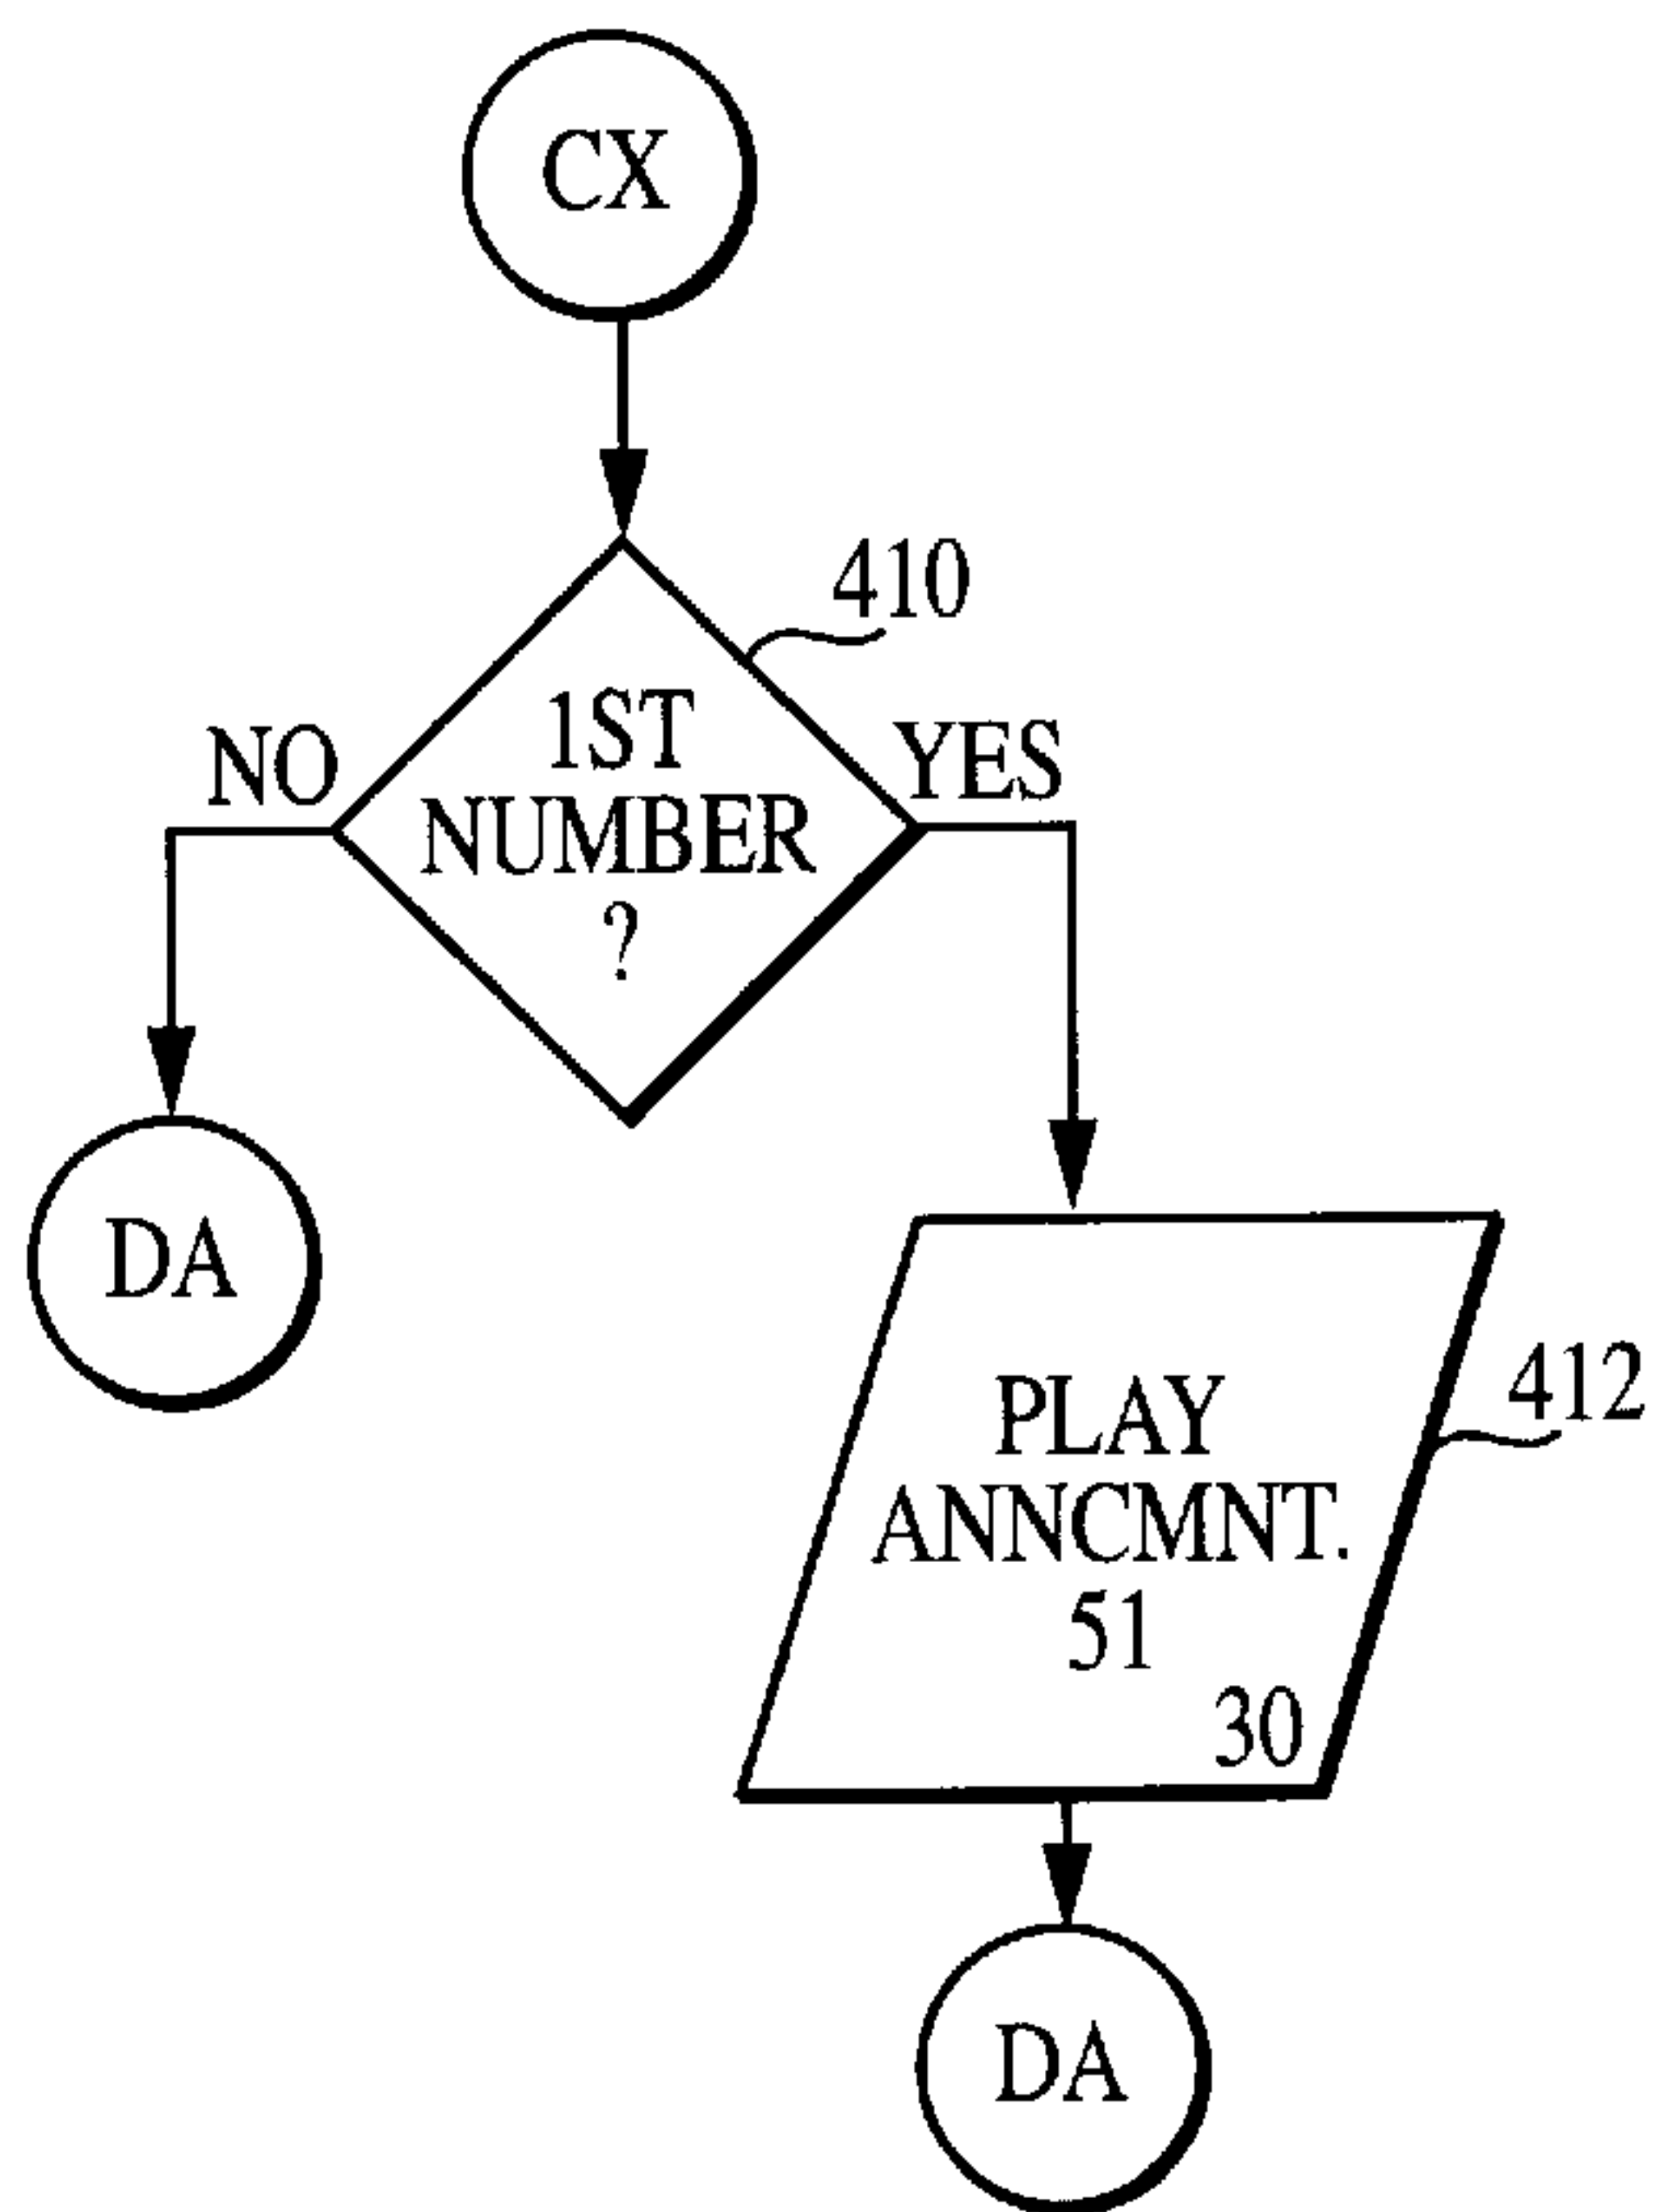 CX
410
1ST
NUMBER
?
NO
YES
DA
PLAY
ANNCMNT.
51
30
412
DA